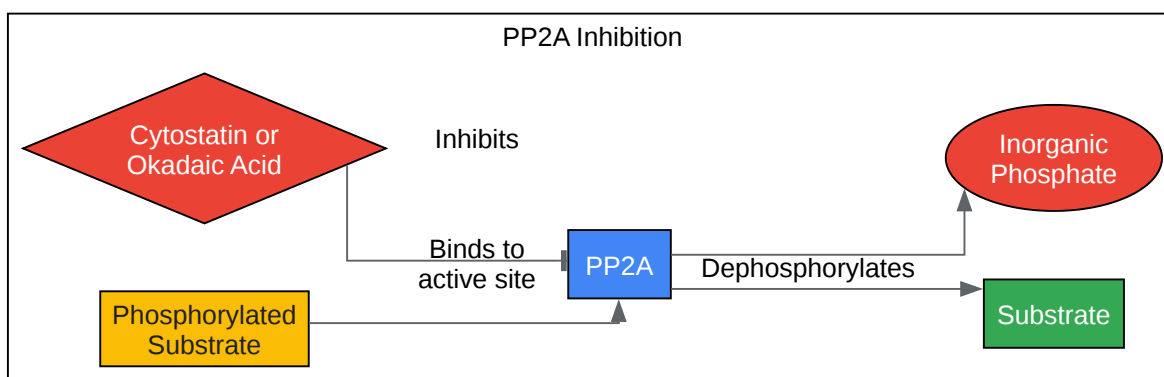 PP2A Inhibition
Cytostatin or
Okadaic Acid
Inhibits
Inorganic
Phosphate
Binds to
active site
PP2A
Dephosphorylates
Phosphorylated
Substrate
Substrate